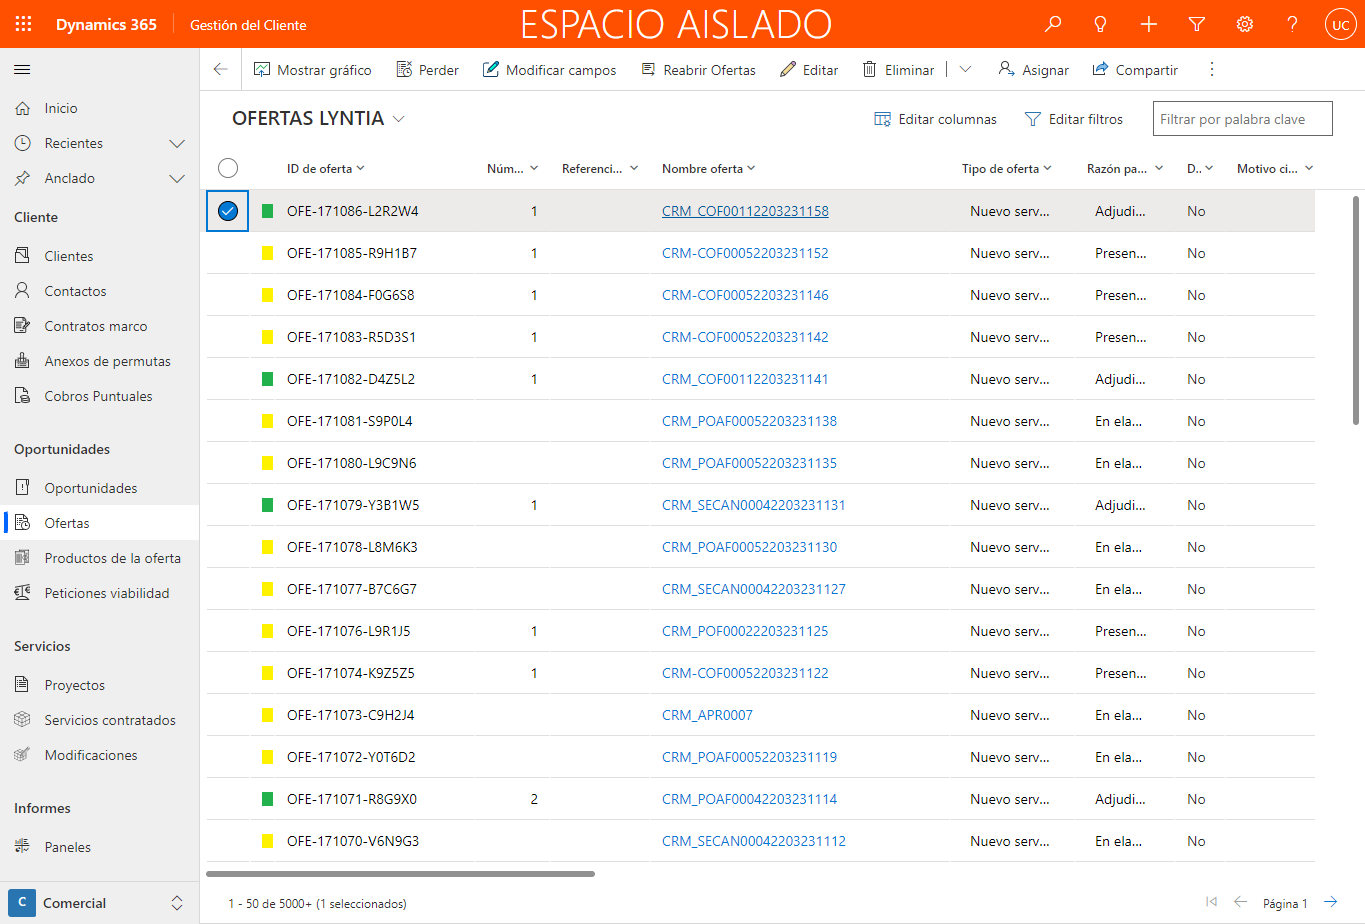 Dynamics 365 Gestión del Cliente ESPACIO AISLADO UC
Mostrar gráfico Perder Modificar campos Reabrir Ofertas Editar Eliminar Asignar Compartir
Inicio
Recientes
Anclado
Cliente
Clientes
Contactos
Contratos marco
Anexos de permutas
Cobros Puntuales
Oportunidades
Oportunidades
Ofertas
Productos de la oferta
Peticiones viabilidad
Servicios
Proyectos
Servicios contratados
Modificaciones
Informes
Paneles
C Comercial
OFERTAS LYNTIA Editar columnas Editar filtros Filtrar por palabra clave
ID de oferta Núm... Referenci... Nombre oferta Tipo de oferta Razón pa... D.. Motivo ci...
OFE-171086-L2R2W4 1 CRM_COF00112203231158 Nuevo serv... Adjudi... No
OFE-171085-R9H1B7 1 CRM-COF00052203231152 Nuevo serv... Presen... No
OFE-171084-F0G6S8 1 CRM-COF00052203231146 Nuevo serv... Presen... No
OFE-171083-R5D3S1 1 CRM-COF00052203231142 Nuevo serv... Presen... No
OFE-171082-D4Z5L2 1 CRM_COF00112203231141 Nuevo serv... Adjudi... No
OFE-171081-S9P0L4 CRM_POAF00052203231138 Nuevo serv... En ela... No
OFE-171080-L9C9N6 CRM_POAF00052203231135 Nuevo serv... En ela... No
OFE-171079-Y3B1W5 1 CRM_SECAN00042203231131 Nuevo serv... Adjudi... No
OFE-171078-L8M6K3 CRM_POAF00052203231130 Nuevo serv... En ela... No
OFE-171077-B7C6G7 CRM_SECAN00042203231127 Nuevo serv... En ela... No
OFE-171076-L9R1J5 1 CRM_POF00022203231125 Nuevo serv... Presen... No
OFE-171074-K9Z5Z5 1 CRM-COF00052203231122 Nuevo serv... Presen... No
OFE-171073-C9H2J4 CRM_APR0007 Nuevo serv... En ela... No
OFE-171072-Y0T6D2 CRM_POAF00052203231119 Nuevo serv... En ela... No
OFE-171071-R8G9X0 2 CRM_POAF00042203231114 Nuevo serv... Adjudi... No
OFE-171070-V6N9G3 CRM_SECAN00042203231112 Nuevo serv... En ela... No
1 - 50 de 5000+ (1 seleccionados) Página 1